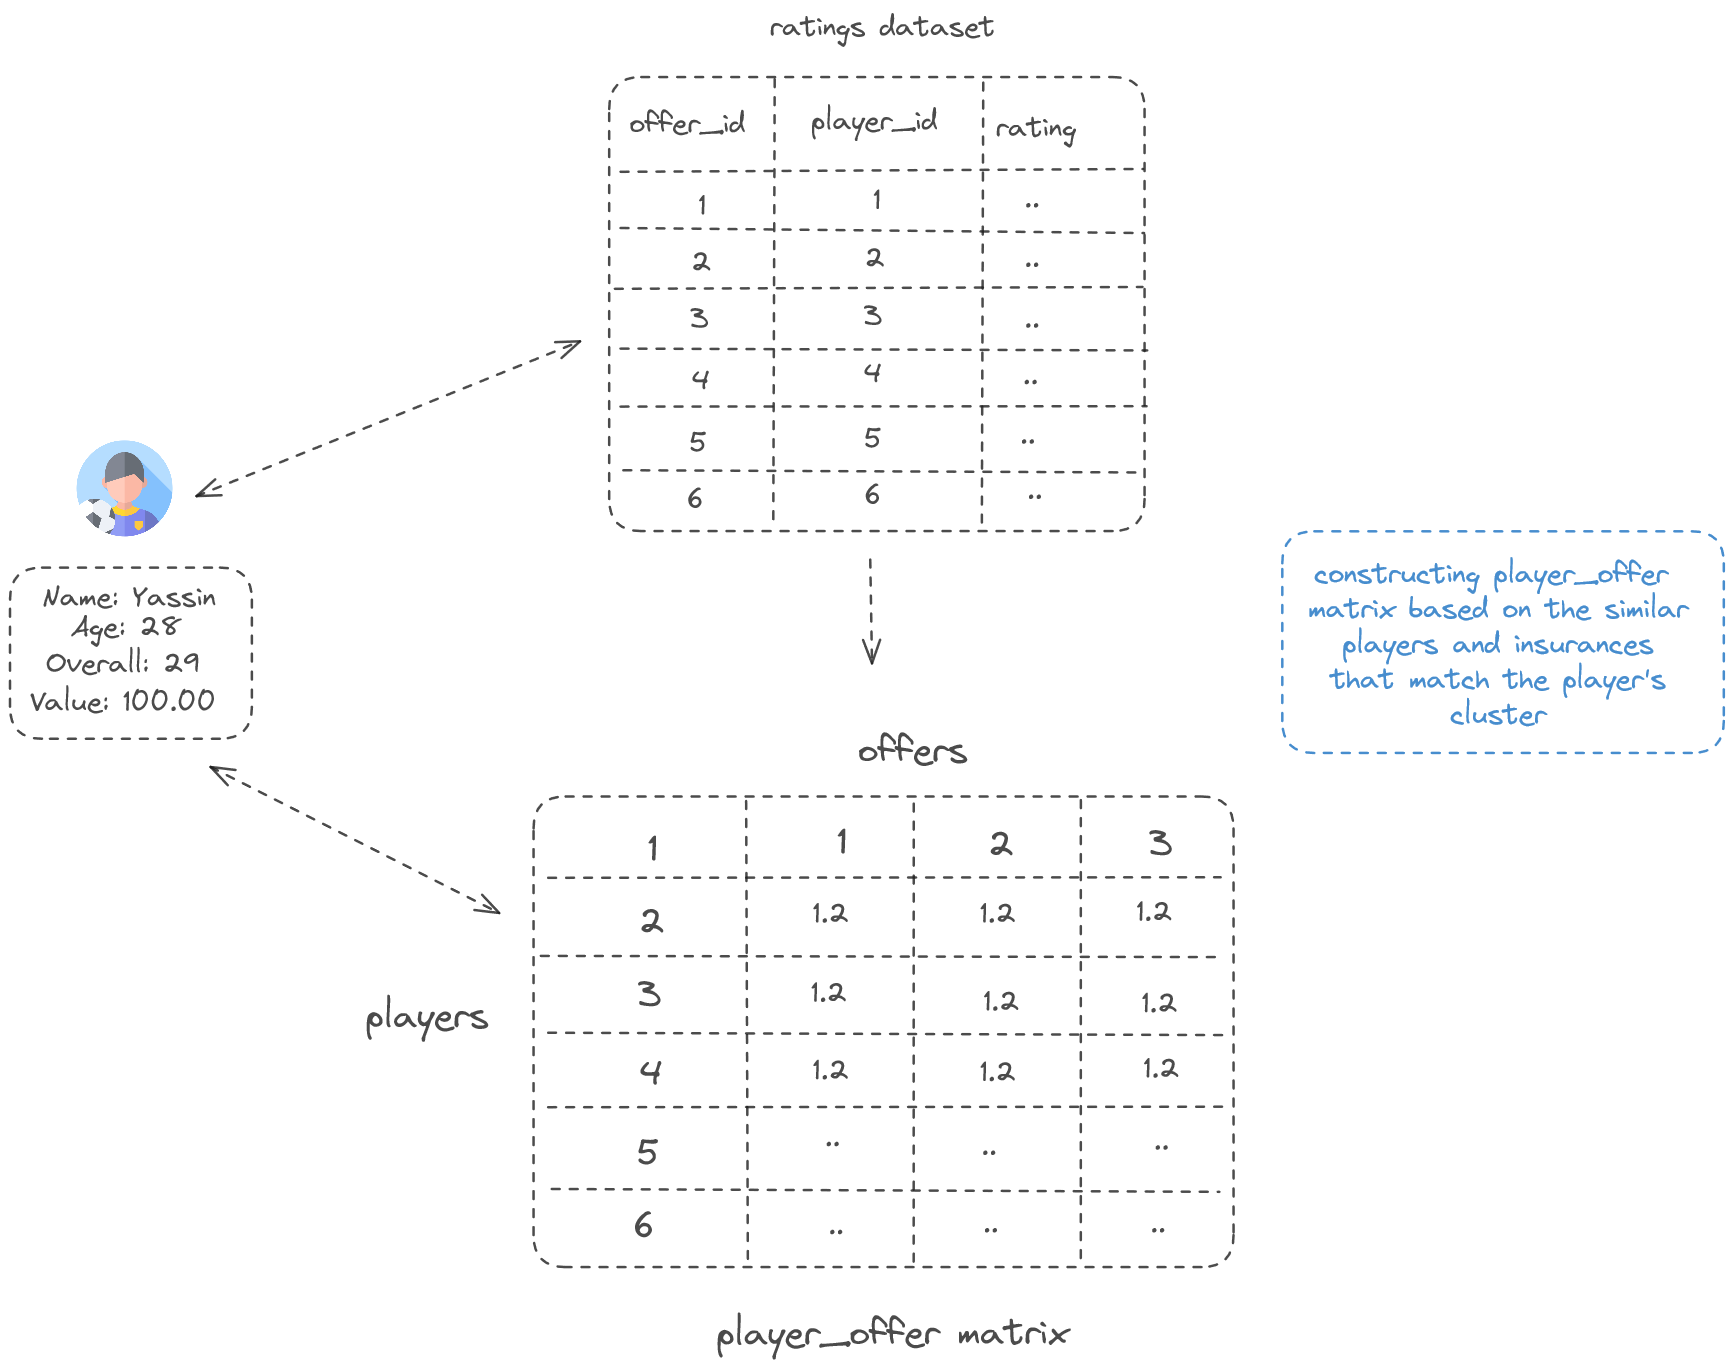 ratings dataset
offer_id player_id rating
1 1 ..
2 2 ..
3 3 ..
4 4 ..
5 5 ..
6 6 ..
Name: Yassin
Age: 28
Overall: 29
Value: 100.00
constructing player_offer
matrix based on the similar
players and insurances
that match the player's
cluster
offers
players
1 1 2 3
2 1.2 1.2 1.2
3 1.2 1.2 1.2
4 1.2 1.2 1.2
5 .. .. ..
6 .. .. ..
player_offer matrix